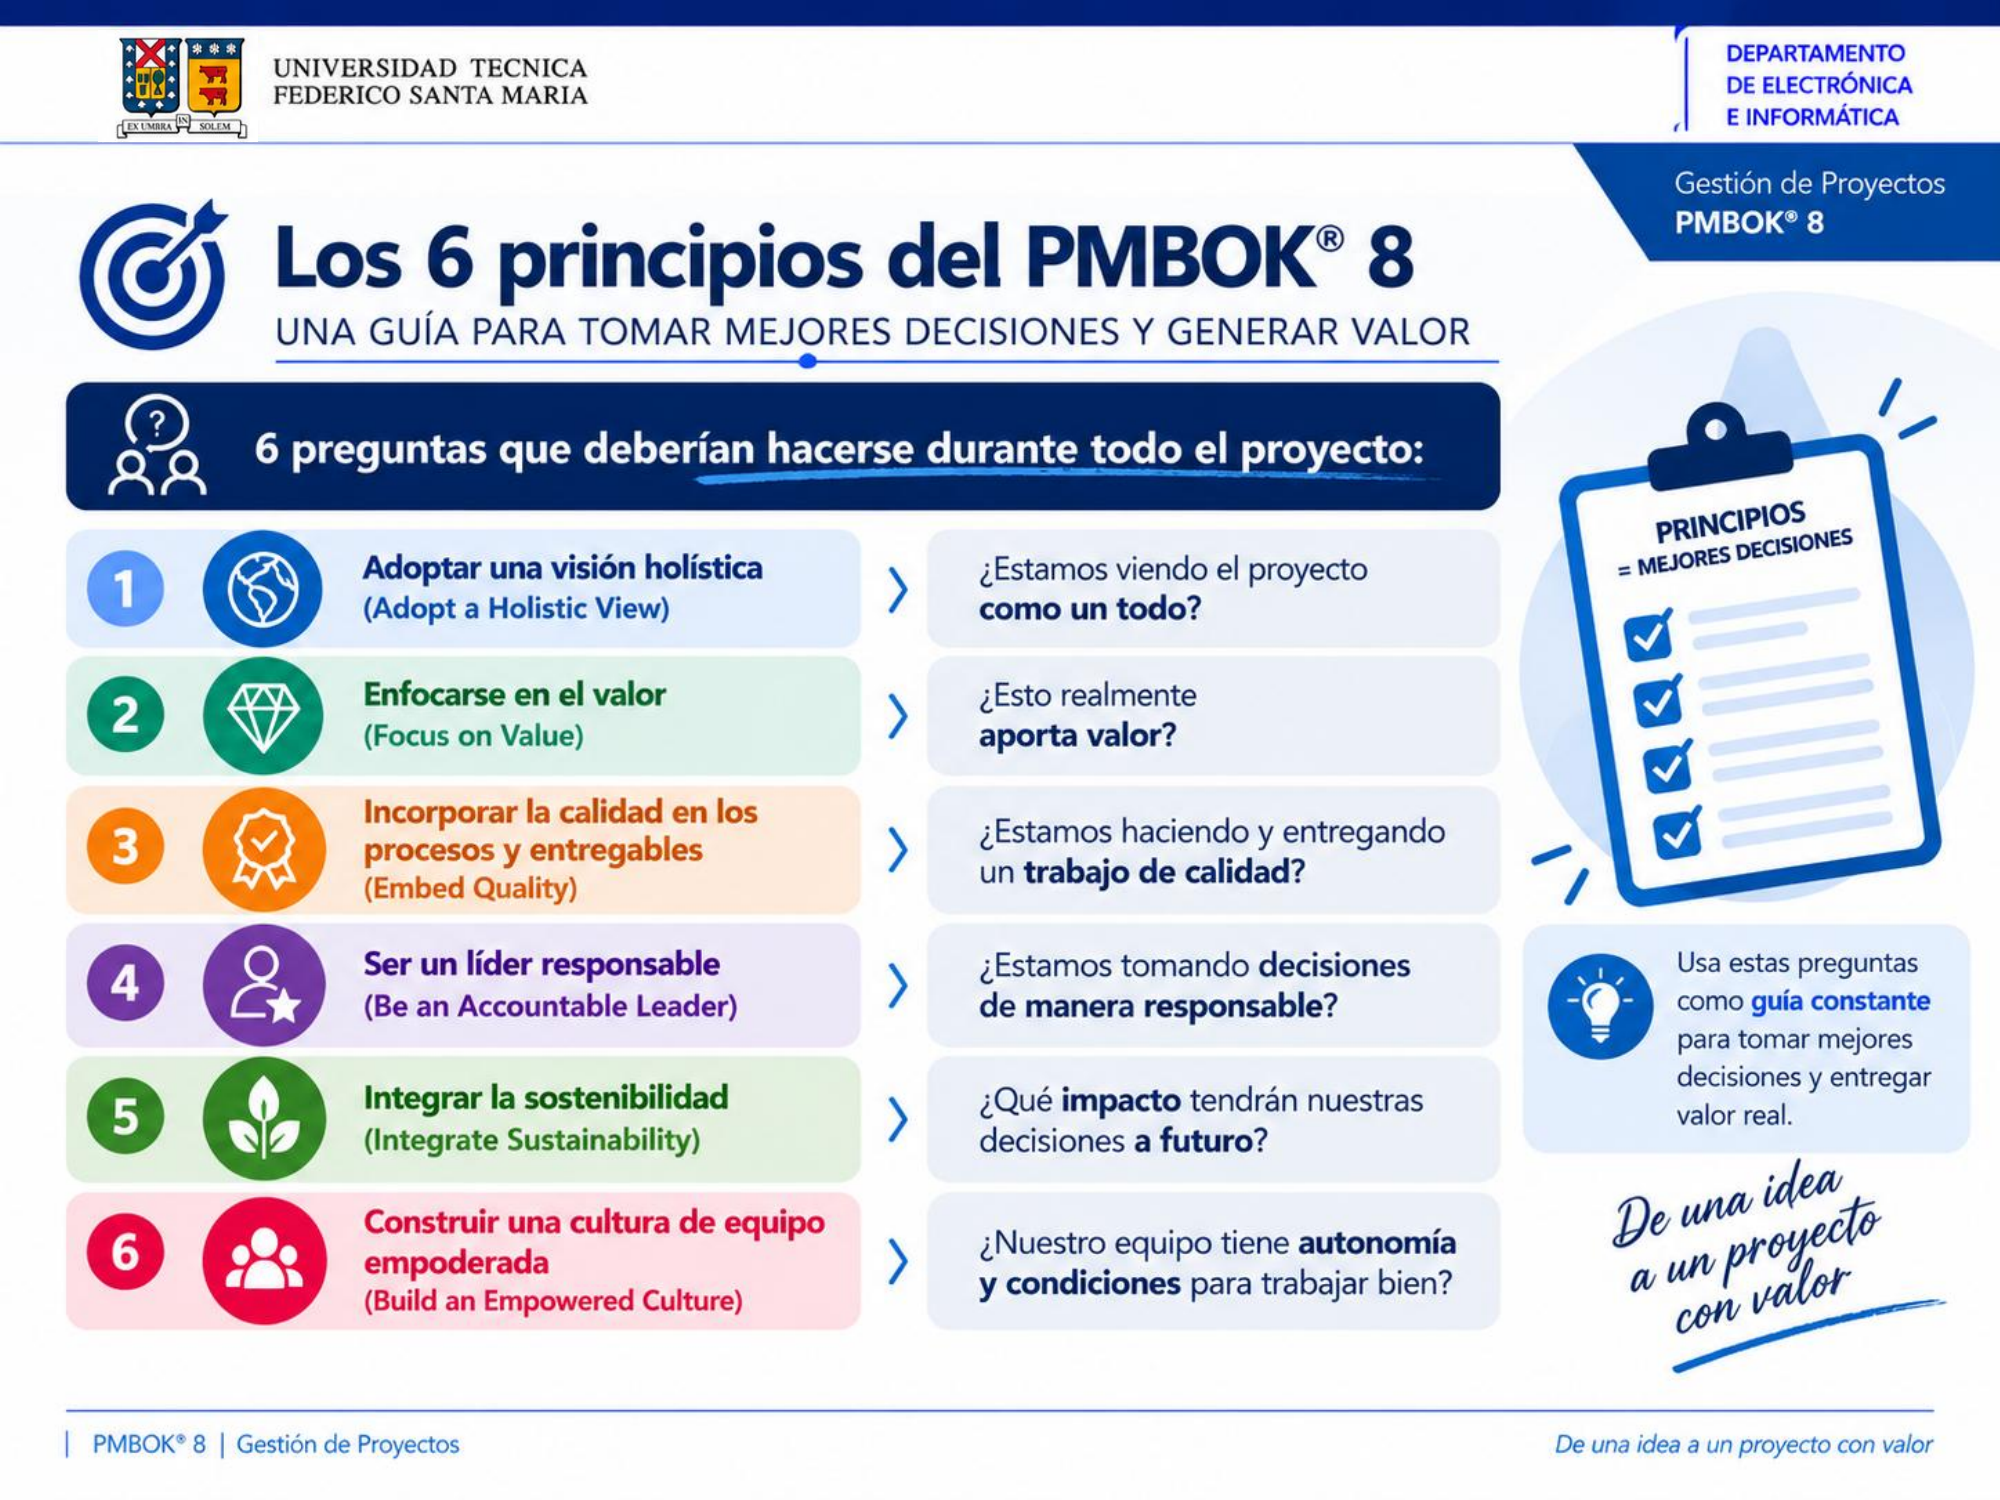 UNIVERSIDAD TECNICA
FEDERICO SANTA MARIA
EX UMBRA IN SOLEM
DEPARTAMENTO
DE ELECTRÓNICA
E INFORMÁTICA
Gestión de Proyectos
PMBOK® 8
Los 6 principios del PMBOK® 8
UNA GUÍA PARA TOMAR MEJORES DECISIONES Y GENERAR VALOR
?
6 preguntas que deberían hacerse durante todo el proyecto:
1
Adoptar una visión holística
(Adopt a Holistic View)
¿Estamos viendo el proyecto
como un todo?
2
Enfocarse en el valor
(Focus on Value)
¿Esto realmente
aporta valor?
3
Incorporar la calidad en los
procesos y entregables
(Embed Quality)
¿Estamos haciendo y entregando
un trabajo de calidad?
4
Ser un líder responsable
(Be an Accountable Leader)
¿Estamos tomando decisiones
de manera responsable?
5
Integrar la sostenibilidad
(Integrate Sustainability)
¿Qué impacto tendrán nuestras
decisiones a futuro?
6
Construir una cultura de equipo
empoderada
(Build an Empowered Culture)
¿Nuestro equipo tiene autonomía
y condiciones para trabajar bien?
PRINCIPIOS
= MEJORES DECISIONES
Usa estas preguntas
como guía constante
para tomar mejores
decisiones y entregar
valor real.
De una idea
a un proyecto
con valor
| PMBOK® 8 | Gestión de Proyectos
De una idea a un proyecto con valor